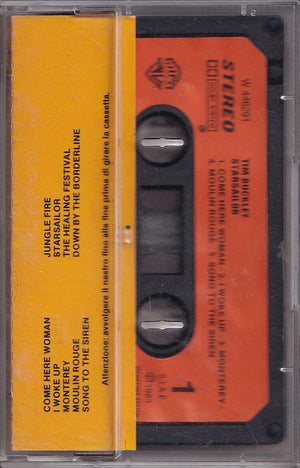 COME HERE WOMAN
I WOKE UP
MONTEREY
MOULIN ROUGE
SONG TO THE SIREN
JUNGLE FIRE
STARSAILOR
THE HEALING FESTIVAL
DOWN BY THE BORDERLINE
Attenzione: avvolgere il nastro fino alla fine prima di girare la cassetta.
W 446201
STEREO
TIM BUCKLEY
STARSAILOR
1. COME HERE WOMAN 2. I WOKE UP 3. MONTEREY
4. MOULIN ROUGE 5. SONG TO THE SIREN
1
S.I.A.E.
℗ 1983